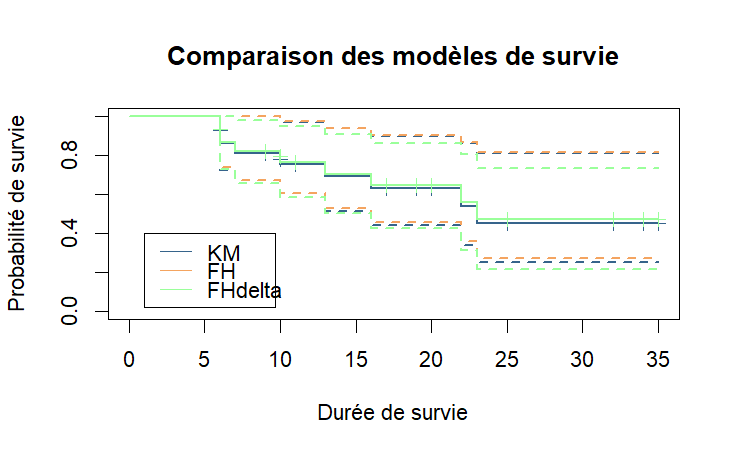 Comparaison des modèles de survie
Probabilité de survie
0.8
0.4
0.0
KM
FH
FHdelta
0 5 10 15 20 25 30 35
Durée de survie